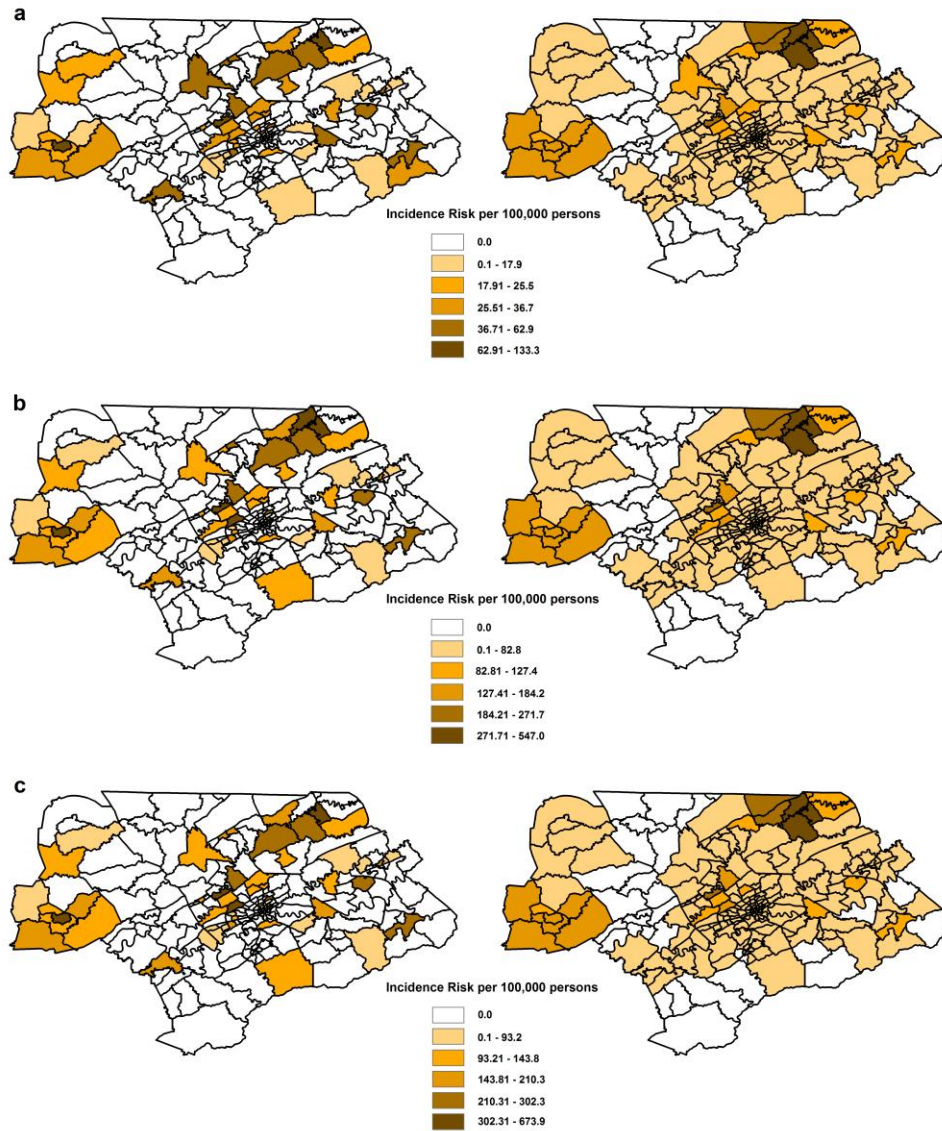 a
Incidence Risk per 100,000 persons
0.0
0.1 - 17.9
17.91 - 25.5
25.51 - 36.7
36.71 - 62.9
62.91 - 133.3
b
Incidence Risk per 100,000 persons
0.0
0.1 - 82.8
82.81 - 127.4
127.41 - 184.2
184.21 - 271.7
271.71 - 547.0
c
Incidence Risk per 100,000 persons
0.0
0.1 - 93.2
93.21 - 143.8
143.81 - 210.3
210.31 - 302.3
302.31 - 673.9